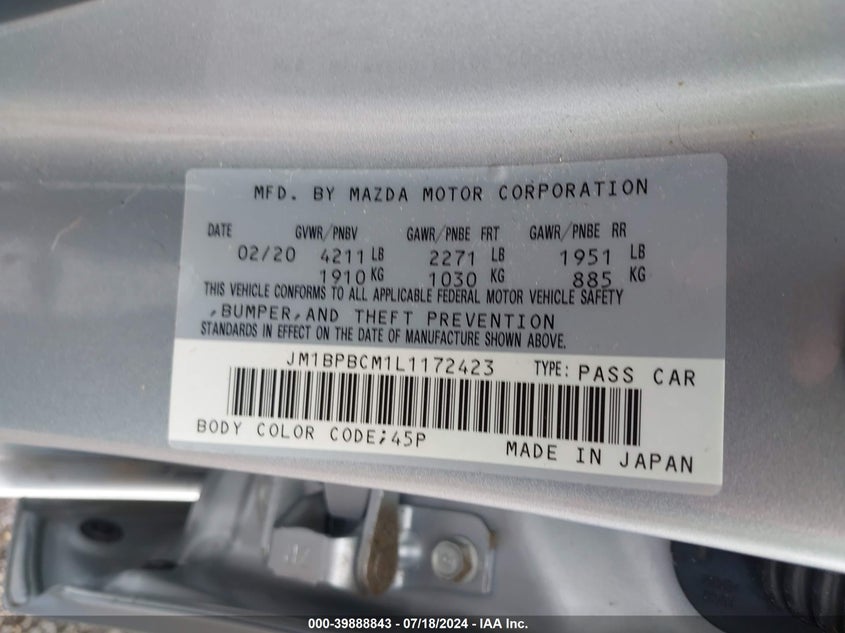 MFD. BY MAZDA MOTOR CORPORATION
DATE GVWR/PNBV GAWR/PNBE FRT GAWR/PNBE RR
02/20 4211 LB 2271 LB 1951 LB
1910 KG 1030 KG 885 KG
THIS VEHICLE CONFORMS TO ALL APPLICABLE FEDERAL MOTOR VEHICLE SAFETY
,BUMPER,AND THEFT PREVENTION
STANDARDS IN EFFECT ON THE DATE OF MANUFACTURE SHOWN ABOVE.
JM1BPBCM1L1172423 TYPE: PASS CAR
BODY COLOR CODE;45P MADE IN JAPAN
000-39888843 / 07/18/2024 - IAA Inc.